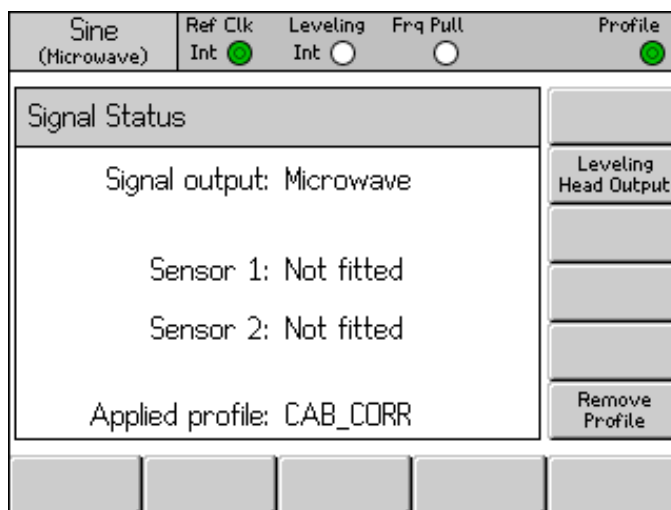 Sine
(Microwave)
Ref Clk
Int
Leveling
Int
Frq Pull
Profile
Signal Status
Signal output: Microwave
Sensor 1: Not fitted
Sensor 2: Not fitted
Applied profile: CAB_CORR
Leveling
Head Output
Remove
Profile